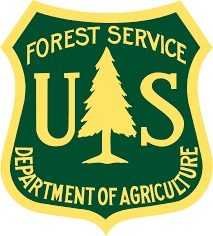 FOREST SERVICE
U S
DEPARTMENT OF AGRICULTURE